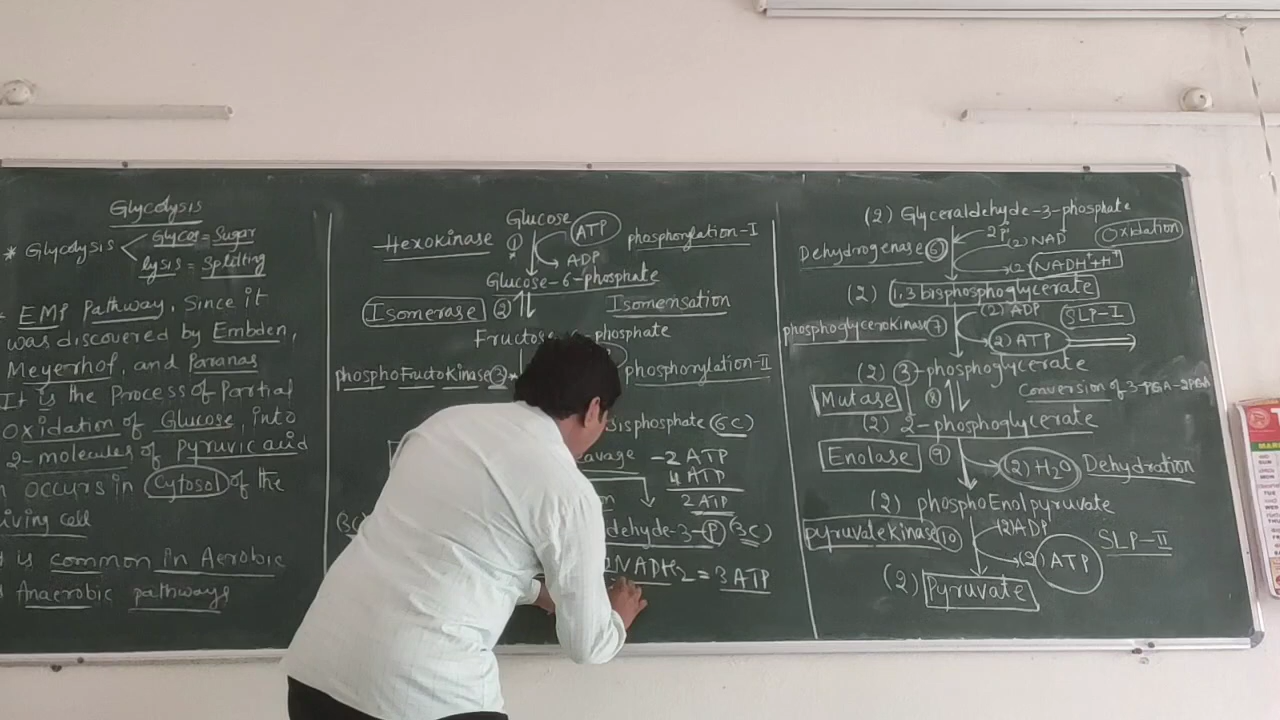 Glycolysis
* Glycolysis < Glycos = Sugar
lysis = Splitting
EMP Pathway, Since it
was discovered by Embden,
Meyerhof, and Paranas
It is the Process of Partial
Oxidation of Glucose, into
2-molecules of Pyruvic acid
occurs in Cytosol of the
living cell
is common in Aerobic
Anaerobic pathways
Glucose
Hexokinase 1 ATP phosphorylation-I
ADP
Glucose-6-phosphate
Isomerase 2 Isomerisation
Fructose phosphate
phosphoFructokinase 3 phosphorylation-II
Bisphosphate (6C)
avage -2 ATP
4 ATP
2 ATP
(3C) dehyde-3-P (3C)
2NADH2 = 3 ATP
(2) Glyceraldehyde-3-phosphate
2Pi
(2) NAD Oxidation
Dehydrogenase 6
(2) NADH+H+
(2) 1,3 bisphosphoglycerate
(2) ADP SLP-I
phosphoglycerokinase 7
(2) ATP
(2) 3-phosphoglycerate
Mutase 8 Conversion of 3-PGA-2PGA
(2) 2-phosphoglycerate
Enolase 9 (2) H2O Dehydration
(2) phosphoEnolpyruvate
(2) ADP
pyruvatekinase 10 SLP-II
(2) ATP
(2) Pyruvate